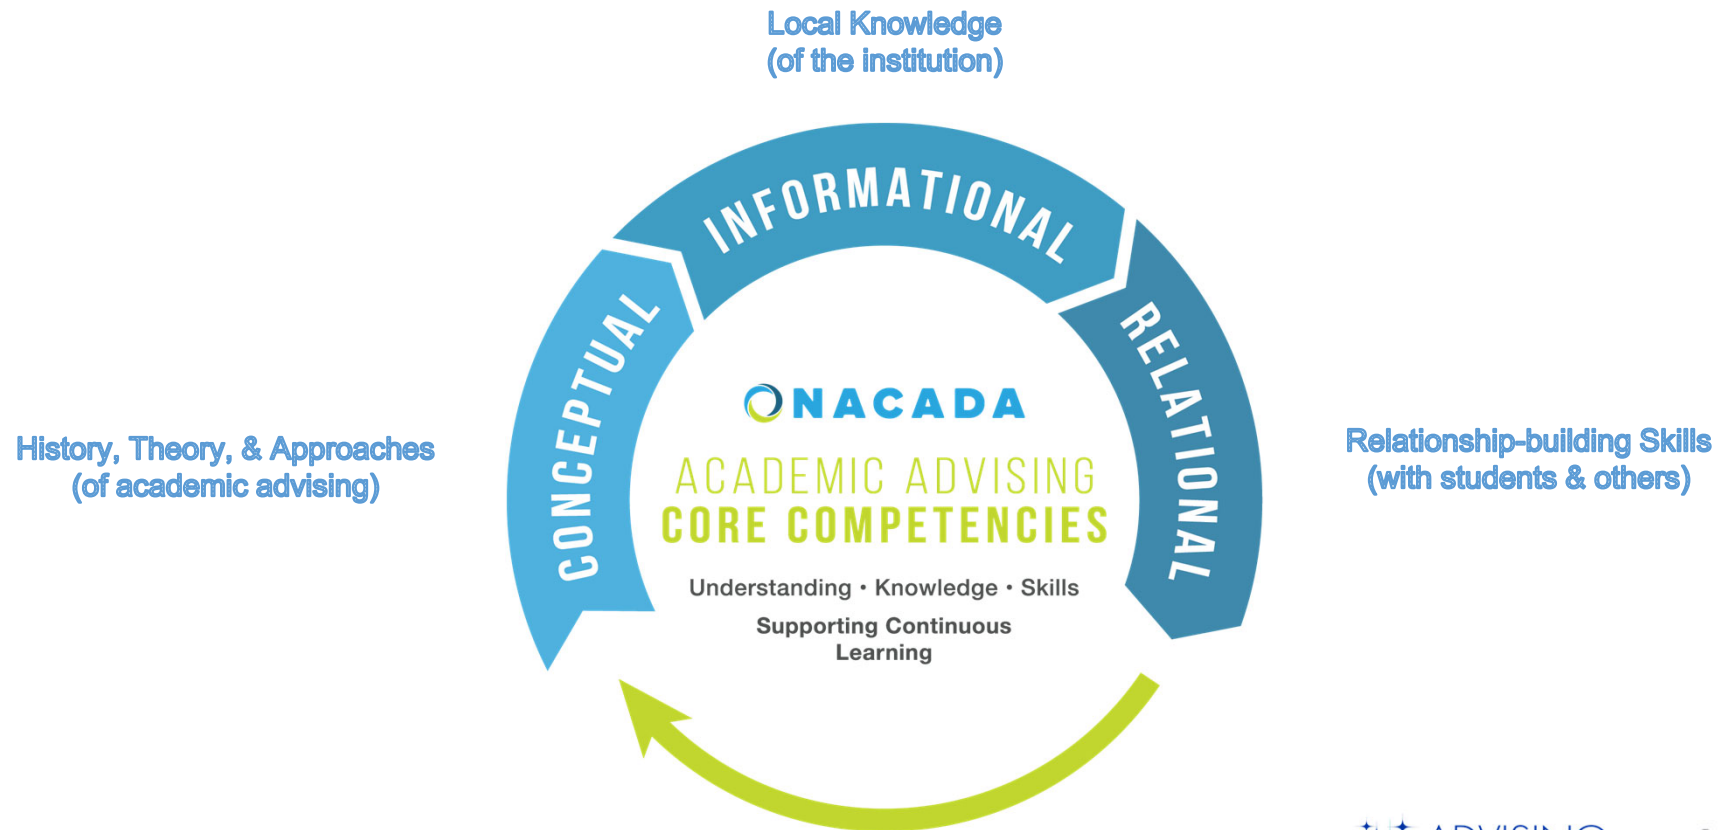 Local Knowledge
(of the institution)
INFORMATIONAL
CONCEPTUAL
RELATIONAL
NACADA
ACADEMIC ADVISING
CORE COMPETENCIES
History, Theory, & Approaches
(of academic advising)
Relationship-building Skills
(with students & others)
Understanding • Knowledge • Skills
Supporting Continuous
Learning
ADVISING